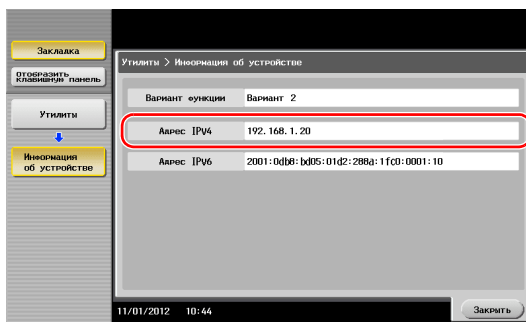 Закладка
Отобразить
клавишную панель
Утилиты > Информация об устройстве
Вариант функции Вариант 2
Утилиты
Адрес IPv4 192.168.1.20
Информация
об устройстве
Адрес IPv6 2001:0db8:bd05:01d2:288a:1fc0:0001:10
11/01/2012 10:44
Закрыть